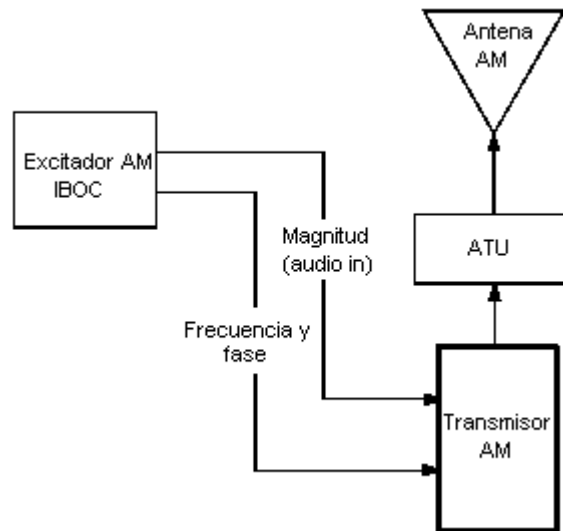 Antena
AM
Excitador AM
IBOC
Magnitud
(audio in)
ATU
Frecuencia y
fase
Transmisor
AM